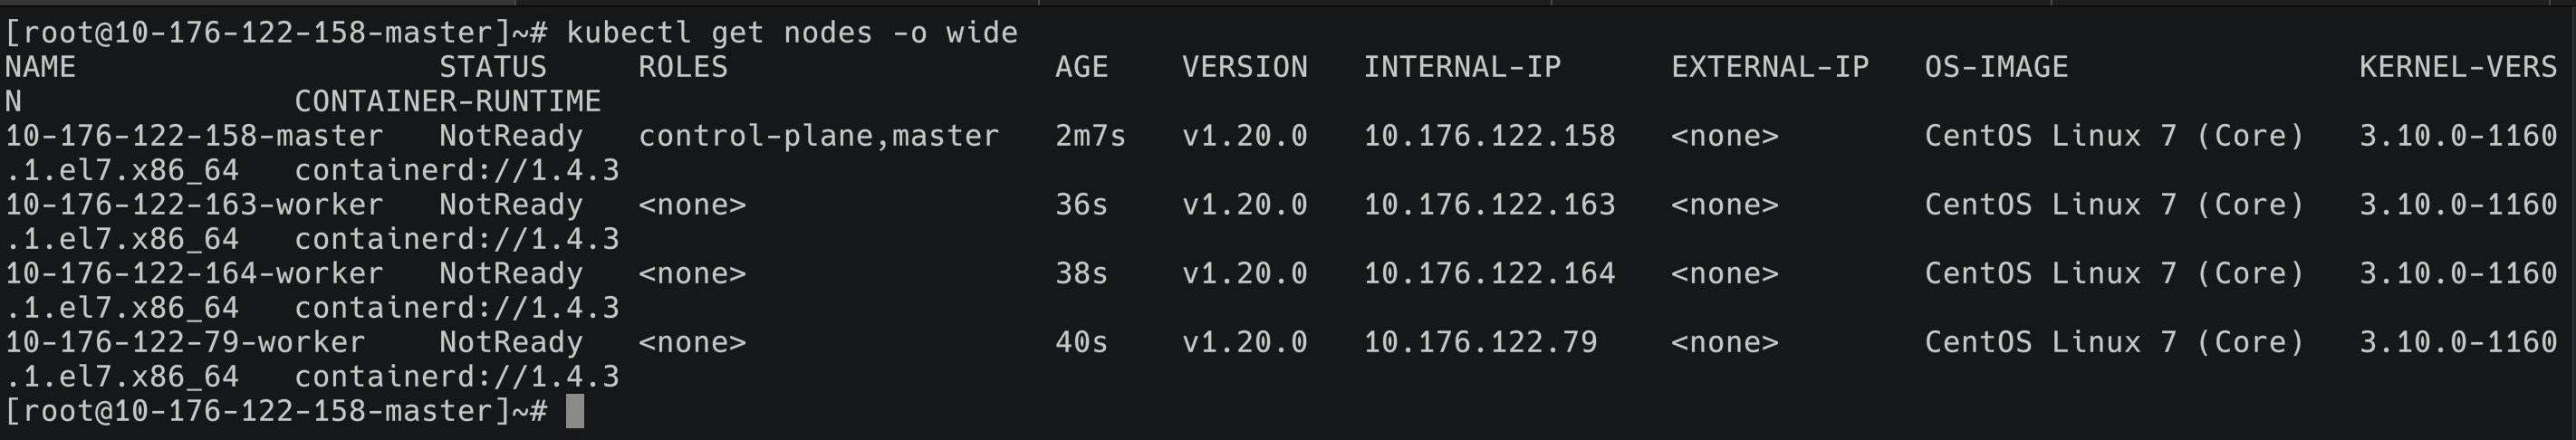 [root@10-176-122-158-master]~# kubectl get nodes -o wide
NAME                    STATUS     ROLES                  AGE    VERSION   INTERNAL-IP      EXTERNAL-IP   OS-IMAGE                KERNEL-VERS
N               CONTAINER-RUNTIME
10-176-122-158-master   NotReady   control-plane,master   2m7s   v1.20.0   10.176.122.158   <none>        CentOS Linux 7 (Core)   3.10.0-1160
.1.el7.x86_64   containerd://1.4.3
10-176-122-163-worker   NotReady   <none>                 36s    v1.20.0   10.176.122.163   <none>        CentOS Linux 7 (Core)   3.10.0-1160
.1.el7.x86_64   containerd://1.4.3
10-176-122-164-worker   NotReady   <none>                 38s    v1.20.0   10.176.122.164   <none>        CentOS Linux 7 (Core)   3.10.0-1160
.1.el7.x86_64   containerd://1.4.3
10-176-122-79-worker    NotReady   <none>                 40s    v1.20.0   10.176.122.79    <none>        CentOS Linux 7 (Core)   3.10.0-1160
.1.el7.x86_64   containerd://1.4.3
[root@10-176-122-158-master]~#